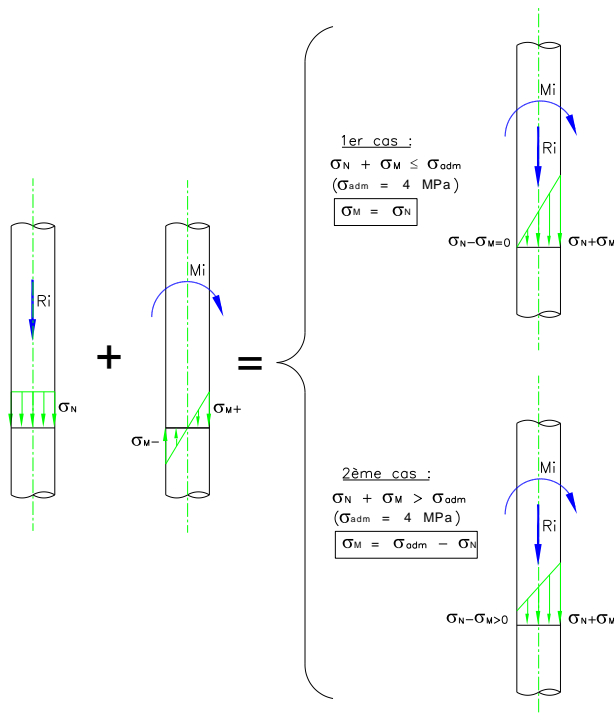 Ri
σN
+
Mi
σM-
σM+
=
1er cas :
σN + σM ≤ σadm
(σadm = 4 MPa)
σM = σN
Mi
Ri
σN-σM=0
σN+σM
2ème cas :
σN + σM > σadm
(σadm = 4 MPa)
σM = σadm - σN
Mi
Ri
σN-σM>0
σN+σM